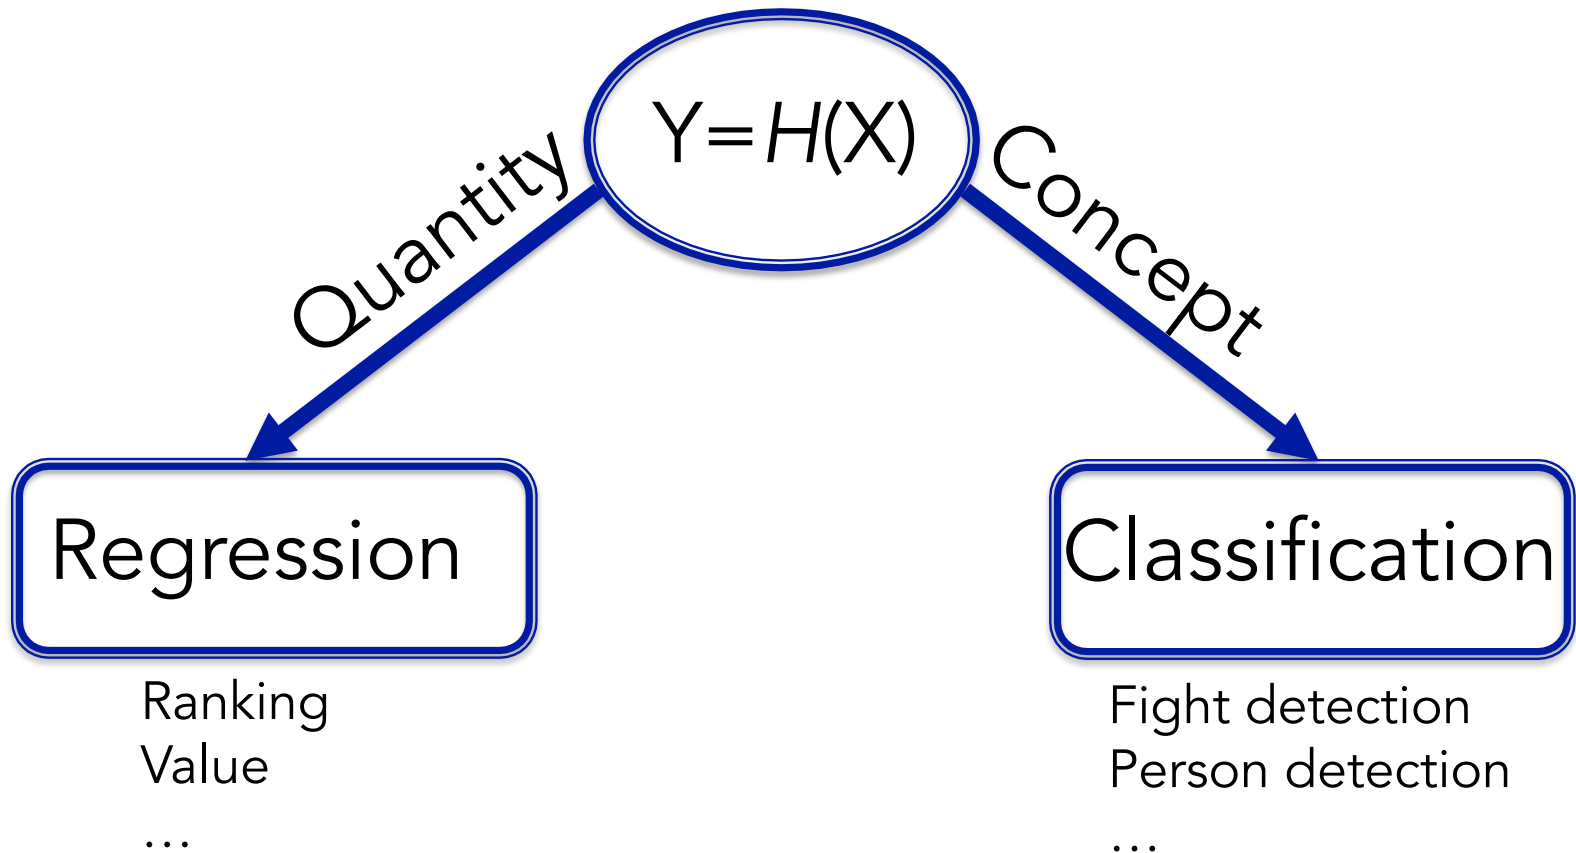 Y=H(X)
Quantity
Concept
Regression
Classification
Ranking
Value
...
Fight detection
Person detection
...